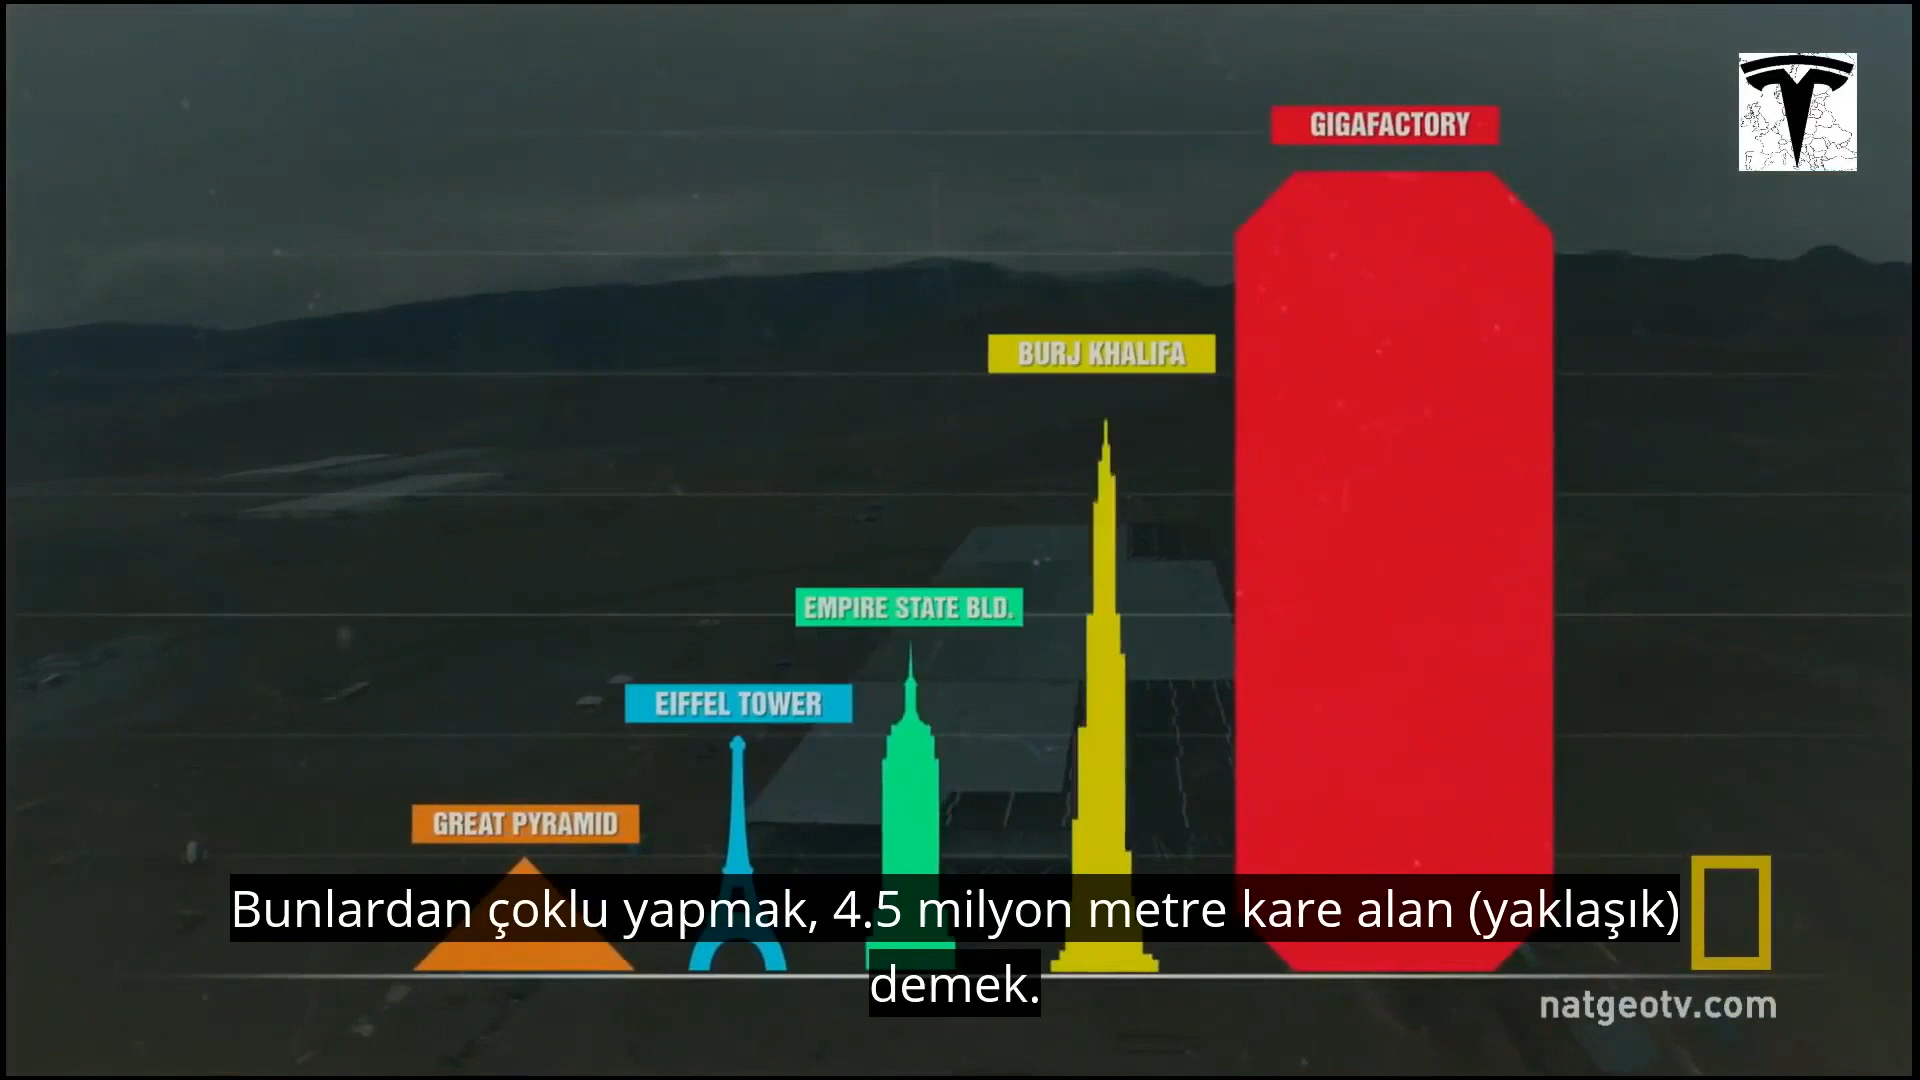 GIGAFACTORY
BURJ KHALIFA
EMPIRE STATE BLD.
EIFFEL TOWER
GREAT PYRAMID
Bunlardan çoklu yapmak, 4.5 milyon metre kare alan (yaklaşık)
demek.
natgeotv.com